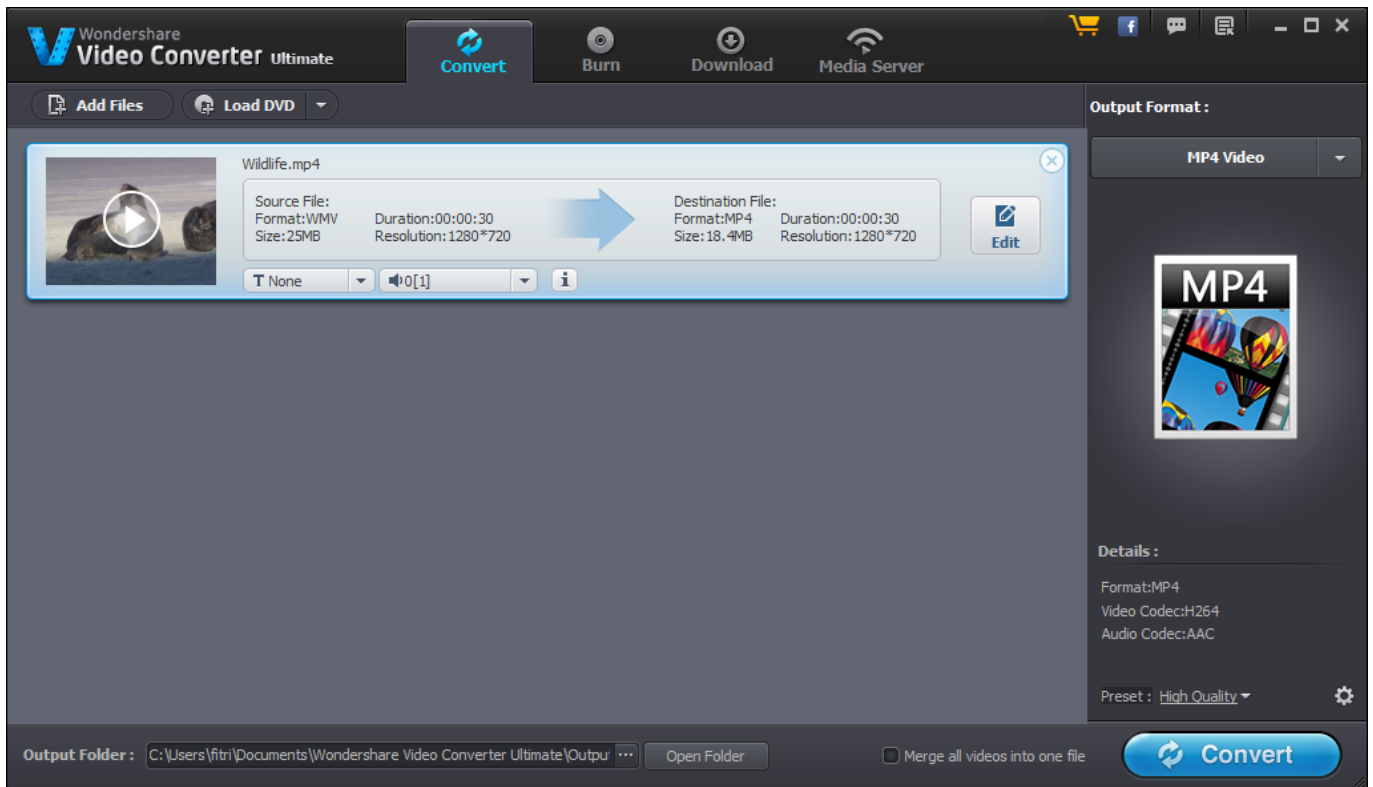 Wondershare
Video Converter Ultimate
Convert
Burn
Download
Media Server
Add Files
Load DVD
Output Format :
MP4 Video
Wildlife.mp4
Source File:
Format:WMV Duration:00:00:30
Size:25MB Resolution:1280*720
Destination File:
Format:MP4 Duration:00:00:30
Size:18.4MB Resolution:1280*720
Edit
T None
0[1]
i
MP4
Details :
Format:MP4
Video Codec:H264
Audio Codec:AAC
Preset : High Quality
Output Folder : C:\Users\fitri\Documents\Wondershare Video Converter Ultimate\Outpu ...
Open Folder
Merge all videos into one file
Convert